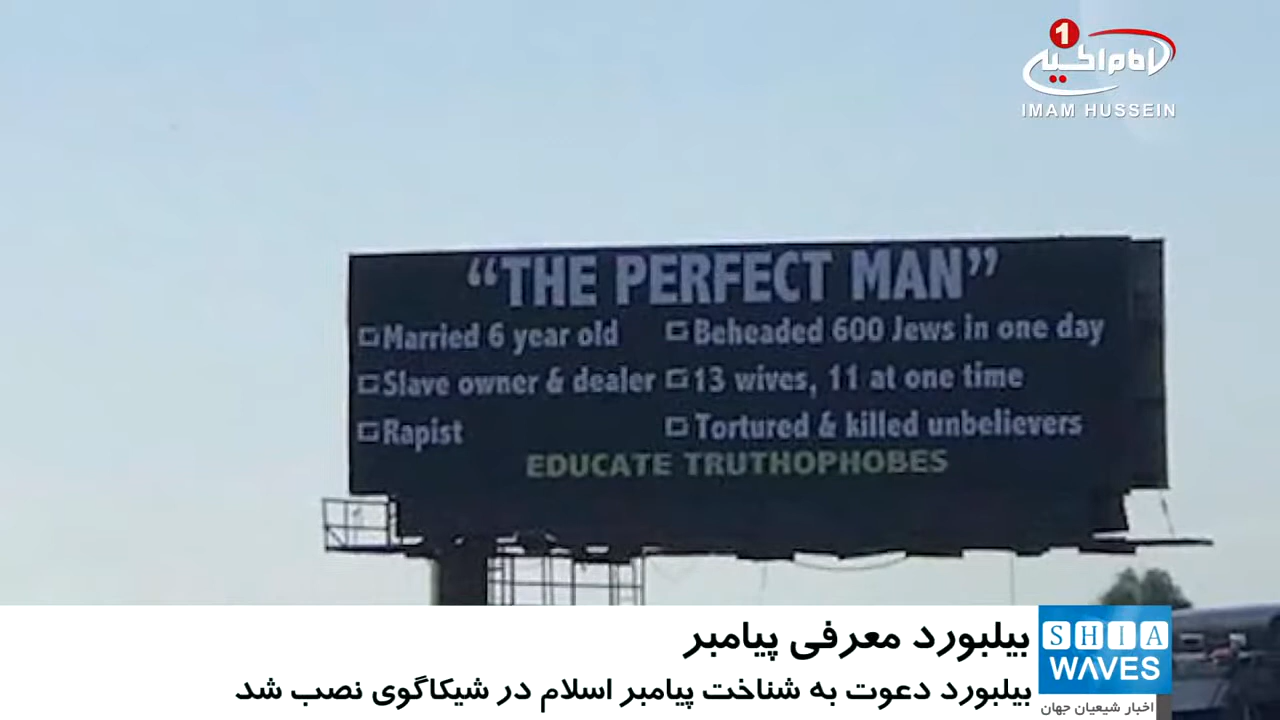 1
امام الحسین
IMAM HUSSEIN
“THE PERFECT MAN”
Married 6 year old
Beheaded 600 Jews in one day
Slave owner & dealer
13 wives, 11 at one time
Rapist
Tortured & killed unbelievers
EDUCATE TRUTHOPHOBES
بیلبورد معرفی پیامبر
بیلبورد دعوت به شناخت پیامبر اسلام در شیکاگوی نصب شد
SHIA
WAVES
اخبار شیعیان جهان